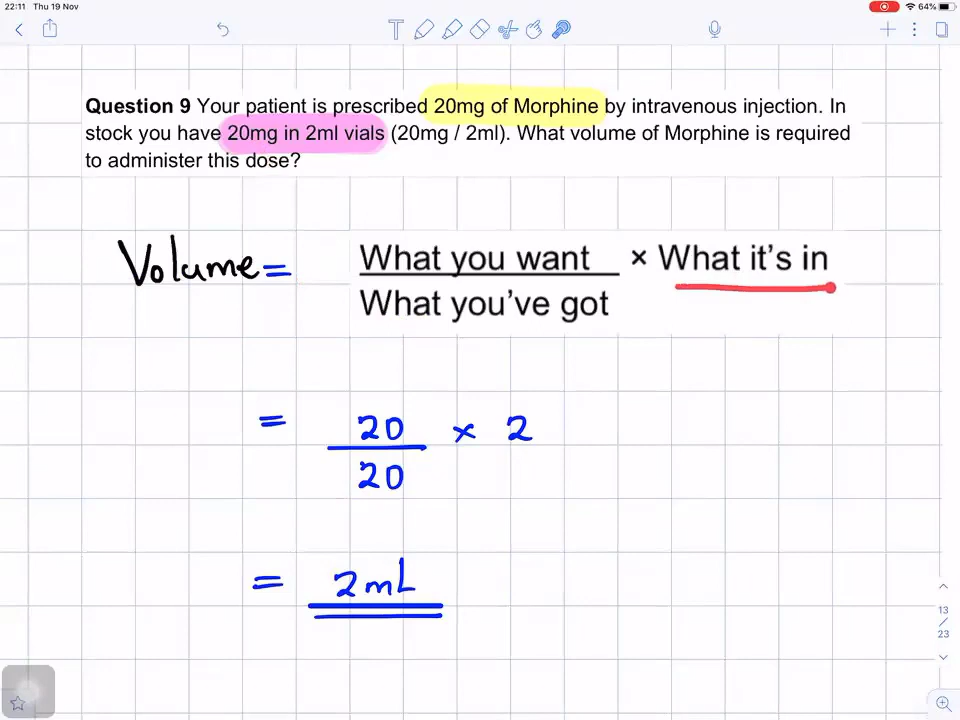 22:11 Thu 19 Nov
64%
T
Question 9 Your patient is prescribed 20mg of Morphine by intravenous injection. In
stock you have 20mg in 2ml vials (20mg / 2ml). What volume of Morphine is required
to administer this dose?
Volume = What you want × What it's in
What you've got
= 20 × 2
20
= 2mL
13
/
23